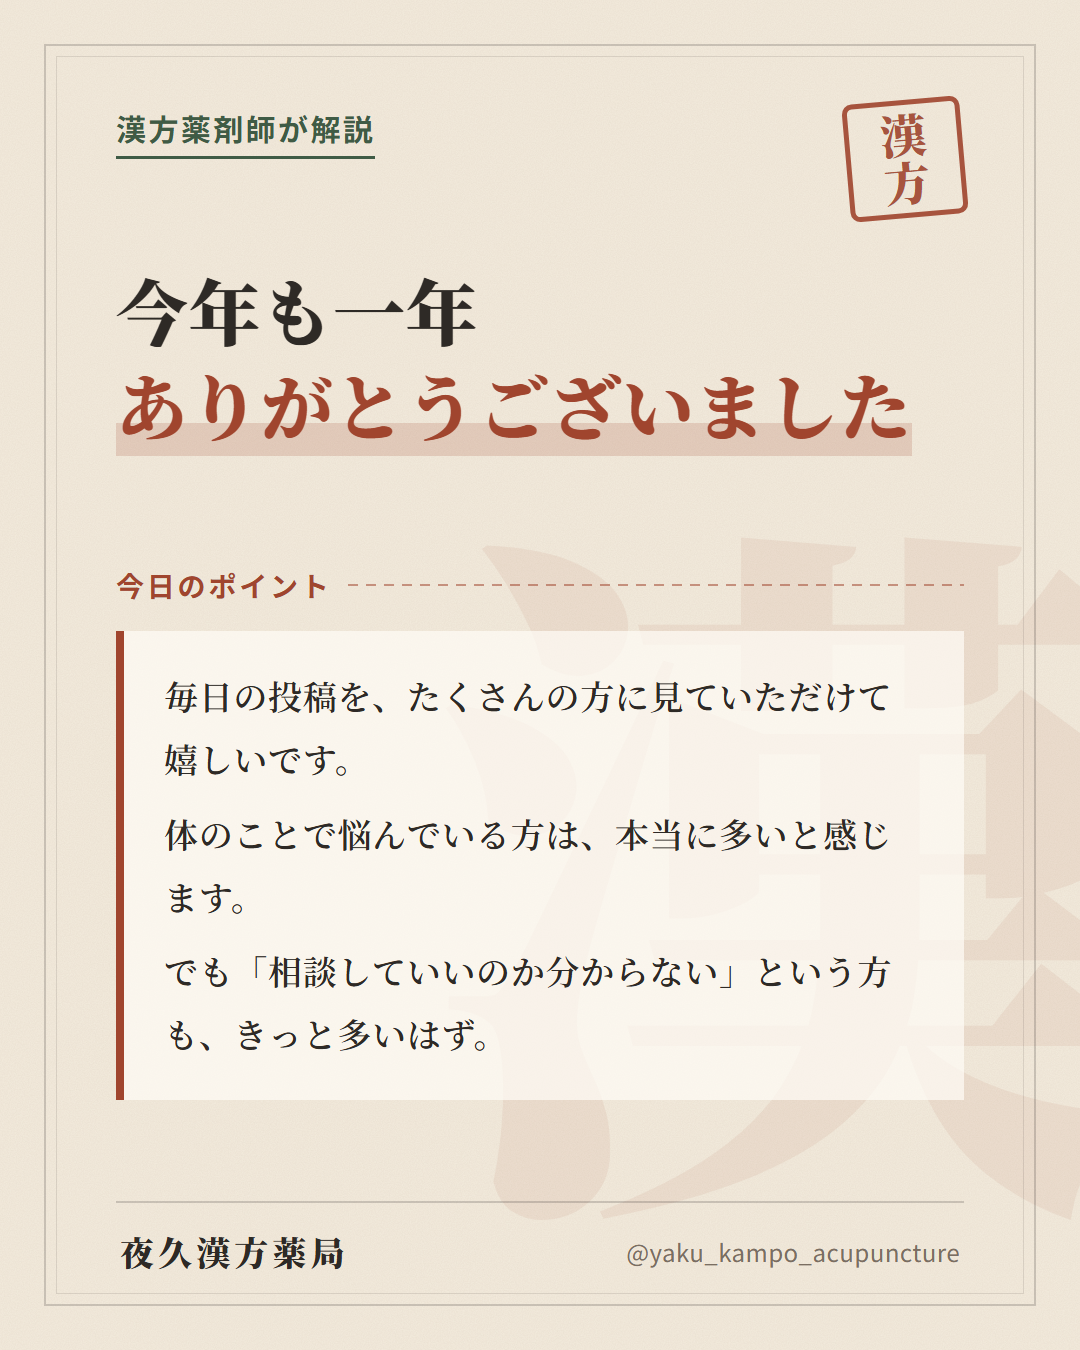 漢方薬剤師が解説
漢方
今年も一年
ありがとうございました
今日のポイント
毎日の投稿を、たくさんの方に見ていただけて
嬉しいです。
体のことで悩んでいる方は、本当に多いと感じ
ます。
でも「相談していいのか分からない」という方
も、きっと多いはず。
夜久漢方薬局
@yaku_kampo_acupuncture
漢